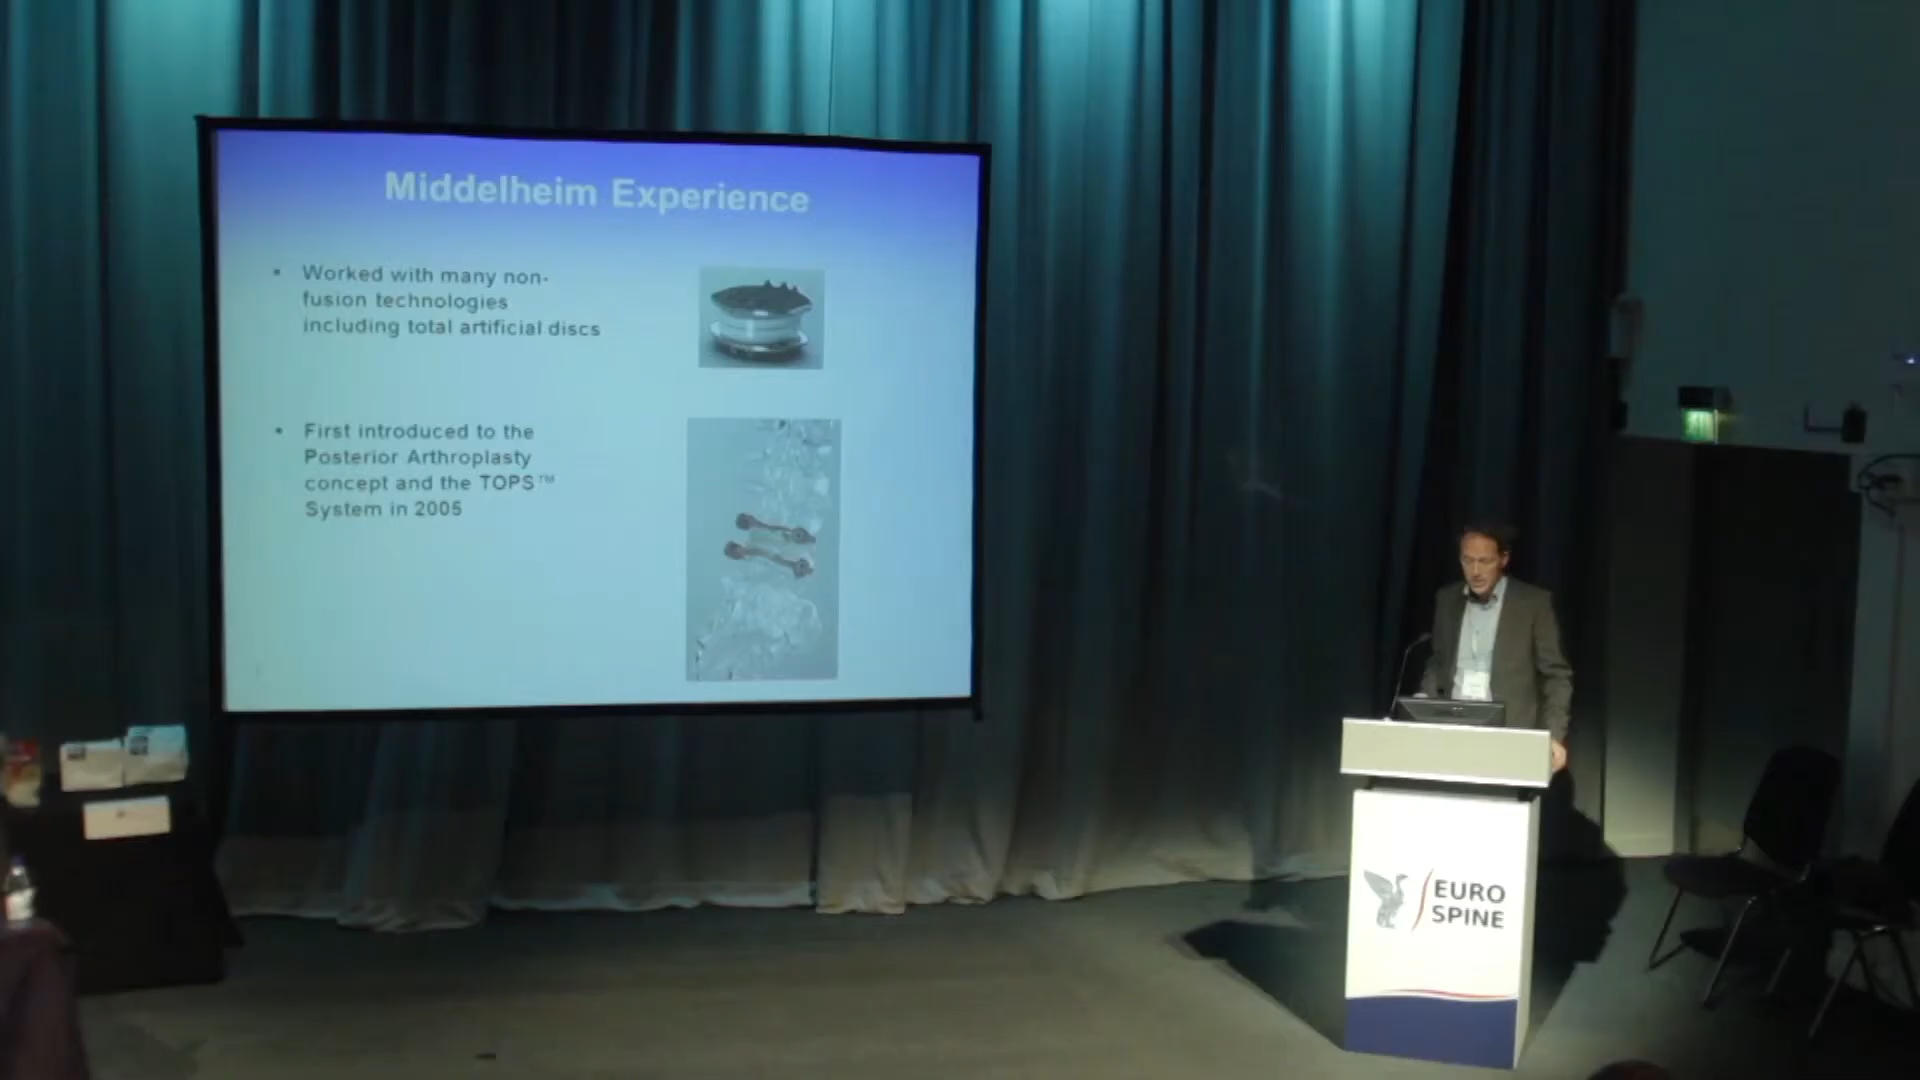 Middelheim Experience
• Worked with many non-
fusion technologies
including total artificial discs
• First introduced to the
Posterior Arthroplasty
concept and the TOPS™
System in 2005
EURO
SPINE